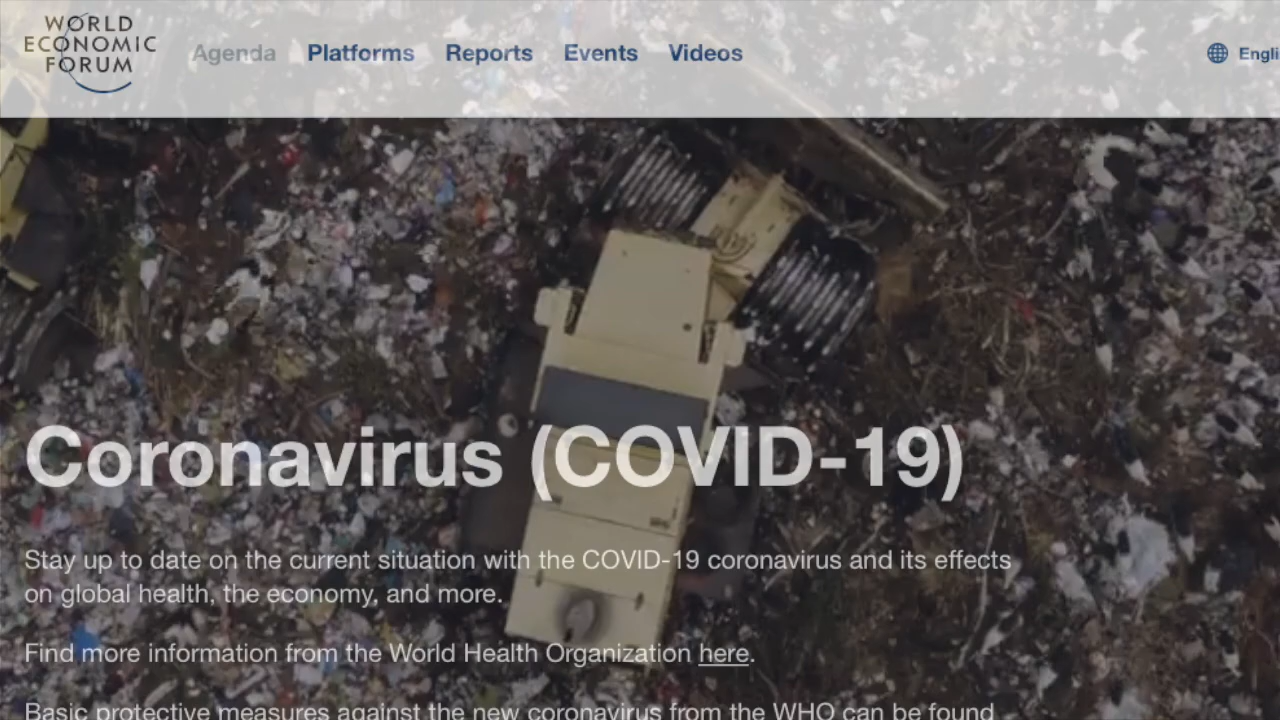 WORLD
ECONOMIC
FORUM
Agenda Platforms Reports Events Videos Engli
Coronavirus (COVID-19)
Stay up to date on the current situation with the COVID-19 coronavirus and its effects
on global health, the economy, and more.
Find more information from the World Health Organization here.
Basic protective measures against the new coronavirus from the WHO can be found